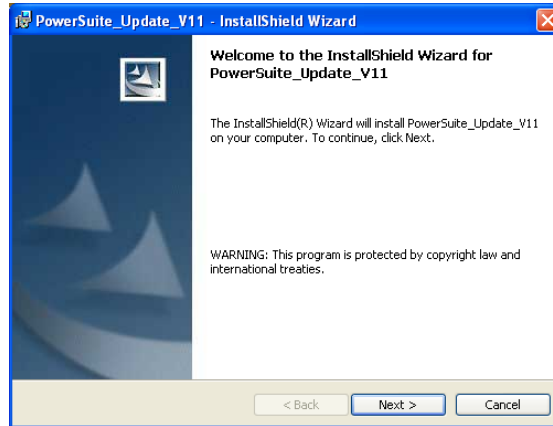 PowerSuite_Update_V11 - InstallShield Wizard
Welcome to the InstallShield Wizard for
PowerSuite_Update_V11
The InstallShield(R) Wizard will install PowerSuite_Update_V11
on your computer. To continue, click Next.
WARNING: This program is protected by copyright law and
international treaties.
< Back Next > Cancel